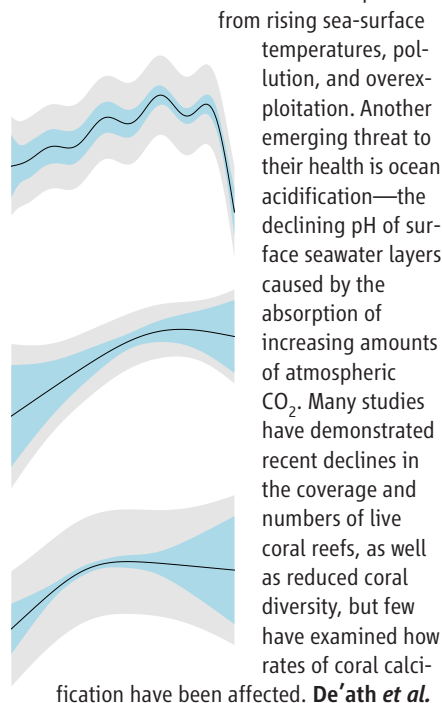 from rising sea-surface
temperatures, pol-
lution, and overex-
ploitation. Another
emerging threat to
their health is ocean
acidification—the
declining pH of sur-
face seawater layers
caused by the
absorption of
increasing amounts
of atmospheric
CO₂. Many studies
have demonstrated
recent declines in
the coverage and
numbers of live
coral reefs, as well
as reduced coral
diversity, but few
have examined how
rates of coral calci-
fication have been affected. De’ath et al.